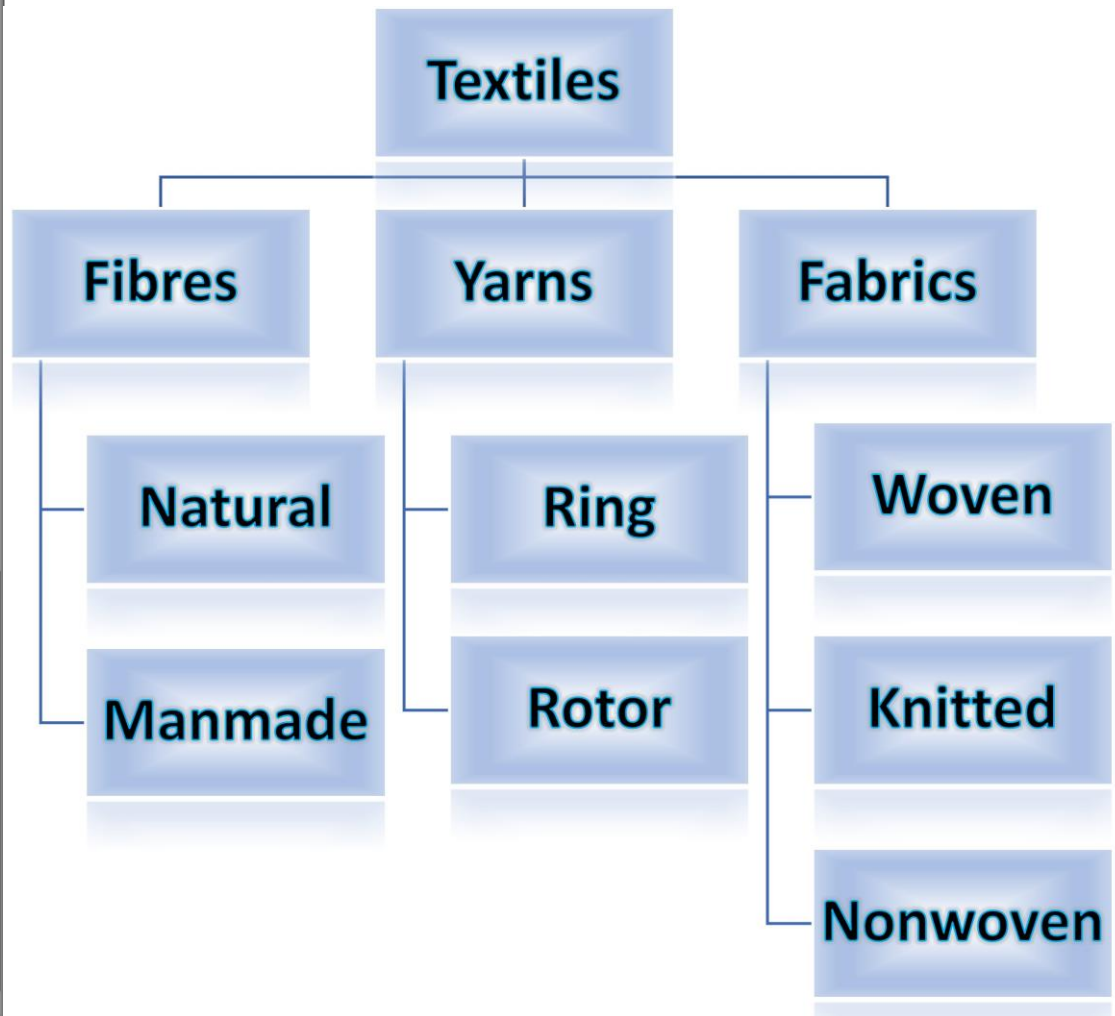 Textiles
Fibres
Natural
Manmade
Yarns
Ring
Rotor
Fabrics
Woven
Knitted
Nonwoven